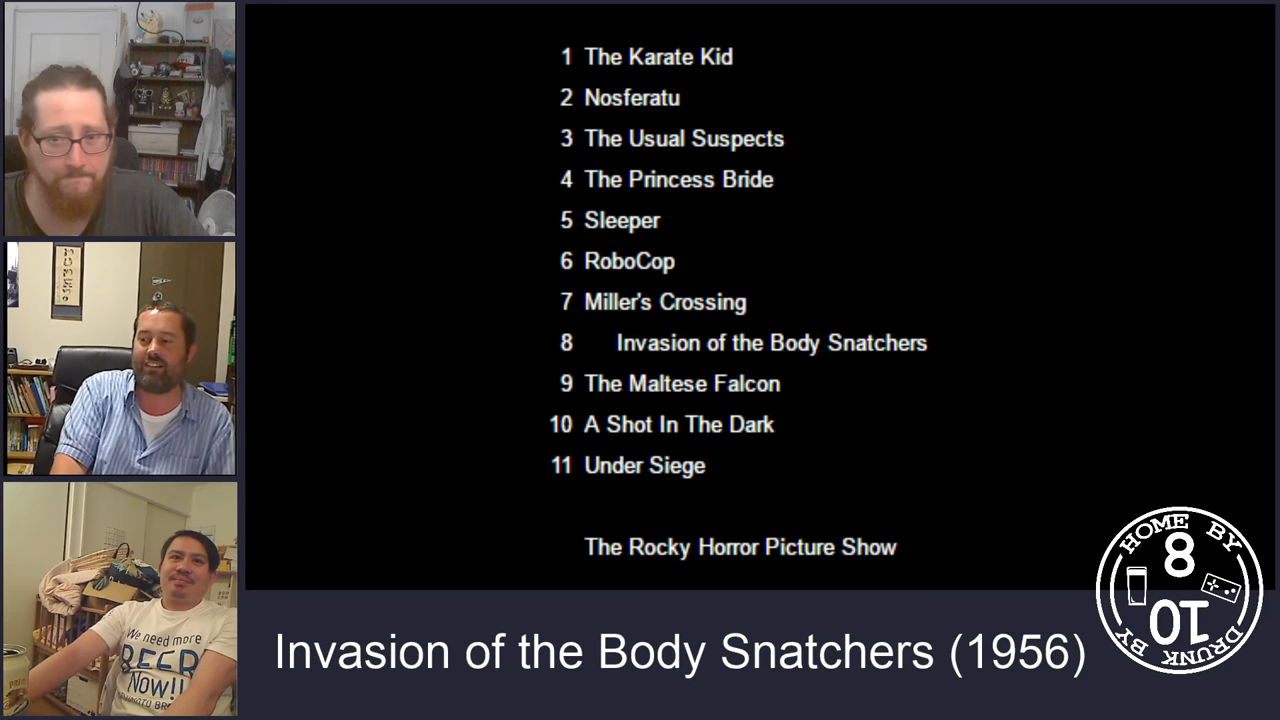 1 The Karate Kid
2 Nosferatu
3 The Usual Suspects
4 The Princess Bride
5 Sleeper
6 RoboCop
7 Miller's Crossing
8 Invasion of the Body Snatchers
9 The Maltese Falcon
10 A Shot In The Dark
11 Under Siege
The Rocky Horror Picture Show
HOME BY
8
10
DRUNK BY
Invasion of the Body Snatchers (1956)
We need more
BEER
NOW!!